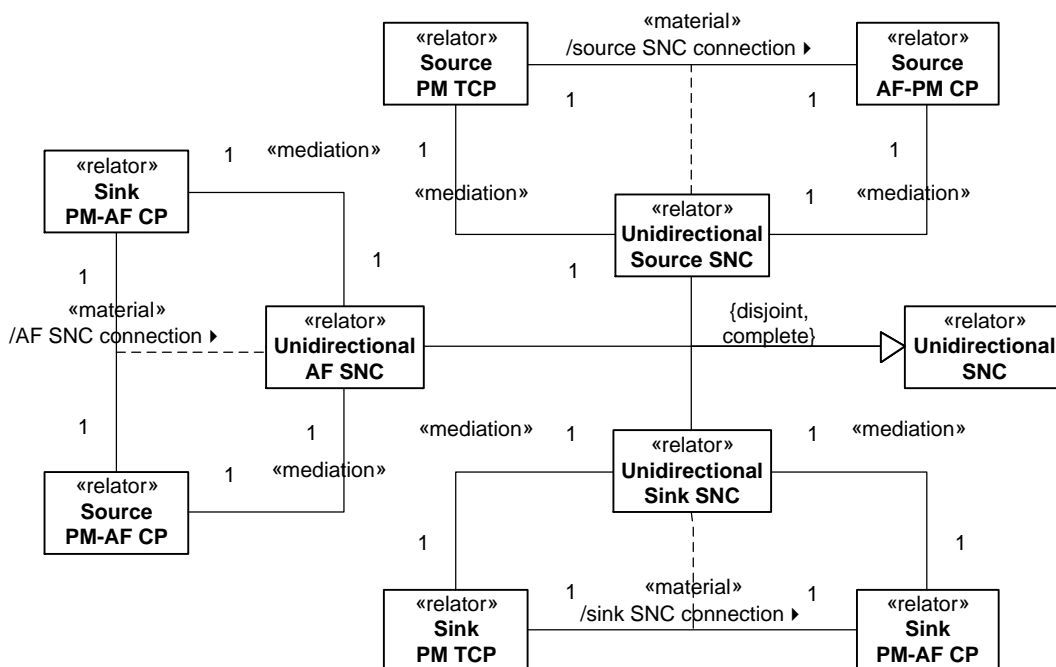 «material»
/source SNC connection
«relator»
Source
PM TCP
«relator»
Source
AF-PM CP
1
1
1
1
«mediation»
«mediation»
1
1
«mediation»
1
1
«relator»
Unidirectional
Source SNC
«relator»
Sink
PM-AF CP
1
«mediation»
1
1
«material»
/AF SNC connection
«relator»
Unidirectional
AF SNC
{disjoint,
complete}
«relator»
Unidirectional
SNC
1
1
1
«mediation»
«relator»
Source
PM-AF CP
«mediation»
1
«relator»
Unidirectional
Sink SNC
1
«mediation»
1
1
1
«material»
1
/sink SNC connection
«relator»
Sink
PM TCP
«relator»
Sink
PM-AF CP